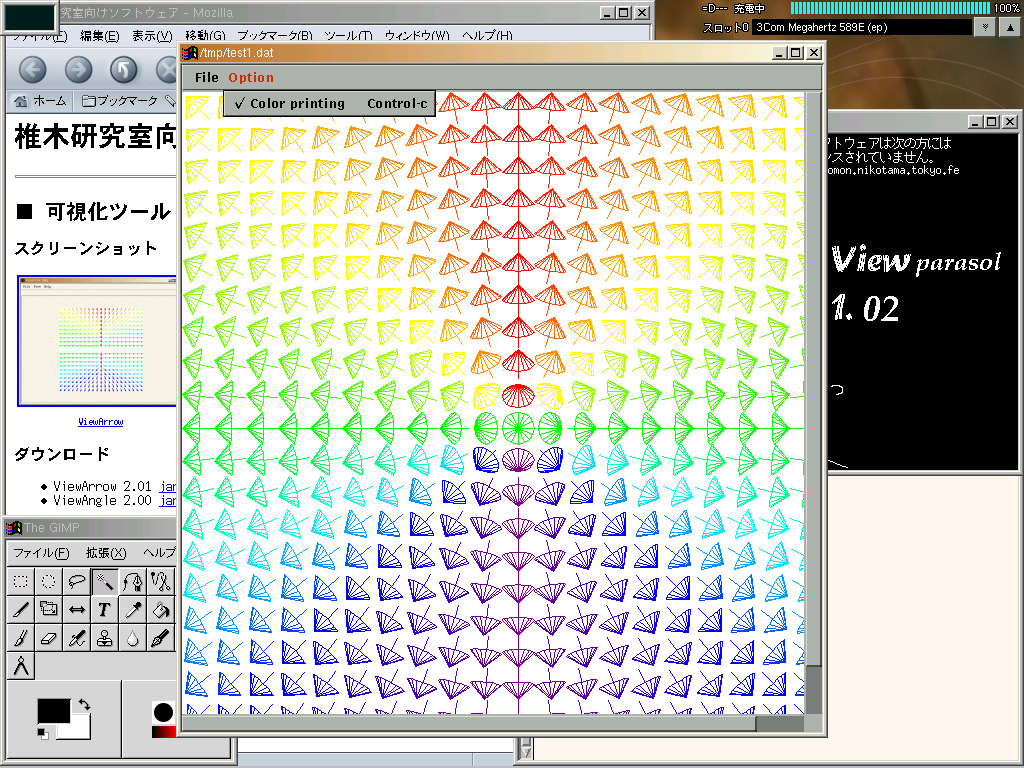 究室向けソフトウェア - Mozilla
=D--- 充電中
100%
スロット0 3Com Megahertz 589E (ep)
ファイル(F) 編集(E) 表示(V) 移動(G) ブックマーク(B) ツール(T) ウィンドウ(W) ヘルプ(H)
/tmp/test1.dat
File Option
✓ Color printing Control-c
ホーム ブックマーク
椎木研究室向
■ 可視化ツール
スクリーンショット
ViewArrow
ダウンロード
● ViewArrow 2.01 jar
● ViewAngle 2.00 jar
トウェアは次の方には
スされていません。
omon.nikotama.tokyo.fe
View parasol
1. 02
The GIMP
ファイル(F) 拡張(X) ヘルプ